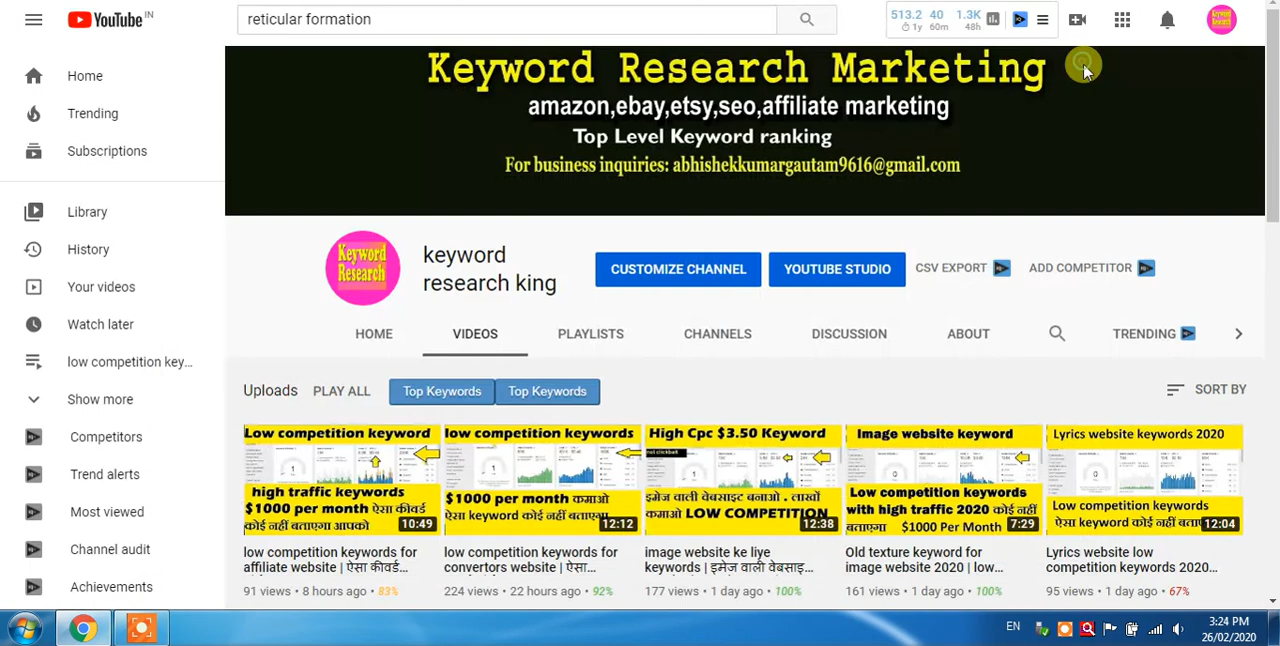 YouTube IN
reticular formation
513.2 40 1.3K
1y 60m 48h
Home
Trending
Subscriptions
Library
History
Your videos
Watch later
low competition key...
Show more
Competitors
Trend alerts
Most viewed
Channel audit
Achievements
Keyword Research Marketing
amazon,ebay,etsy,seo,affiliate marketing
Top Level Keyword ranking
For business inquiries: abhishekkumargautam9616@gmail.com
Keyword
Research
keyword
research king
CUSTOMIZE CHANNEL
YOUTUBE STUDIO
CSV EXPORT
ADD COMPETITOR
HOME
VIDEOS
PLAYLISTS
CHANNELS
DISCUSSION
ABOUT
TRENDING
Uploads
PLAY ALL
Top Keywords
Top Keywords
SORT BY
Low competition keyword
high traffic keywords
$1000 per month ऐसा कीवर्ड
कोई नहीं बताएगा आपको
10:49
low competition keywords for
affiliate website | ऐसा कीवर्ड...
91 views • 8 hours ago • 83%
low competition keywords
$1000 per month कमाओ
ऐसा keyword कोई नहीं बताएगा
12:12
low competition keywords for
convertors website | ऐसा...
224 views • 22 hours ago • 92%
High Cpc $3.50 Keyword
इमेज वाली वेबसाइट बनाओ . लाखों
कमाओ LOW COMPETITION
12:38
image website ke liye
keywords | इमेज वाली वेबसाइ...
177 views • 1 day ago • 100%
Image website keyword
Low competition keywords
with high traffic 2020 कोई नहीं
बताएगा $1000 Per Month
7:29
Old texture keyword for
image website 2020 | low...
161 views • 1 day ago • 100%
Lyrics website keywords 2020
Low competition keywords
ऐसा keyword कोई नहीं
12:04
Lyrics website low
competition keywords 2020...
95 views • 1 day ago • 67%
EN
3:24 PM
26/02/2020